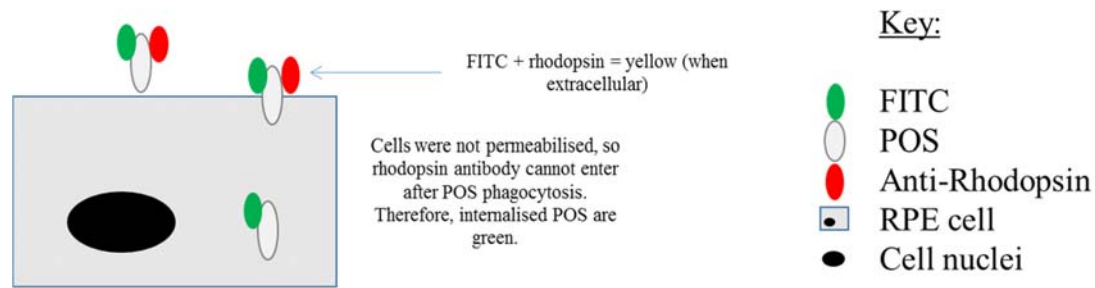 FITC + rhodopsin = yellow (when
extracellular)
Cells were not permeabilised, so
rhodopsin antibody cannot enter
after POS phagocytosis.
Therefore, internalised POS are
green.
Key:
FITC
POS
Anti-Rhodopsin
RPE cell
Cell nuclei